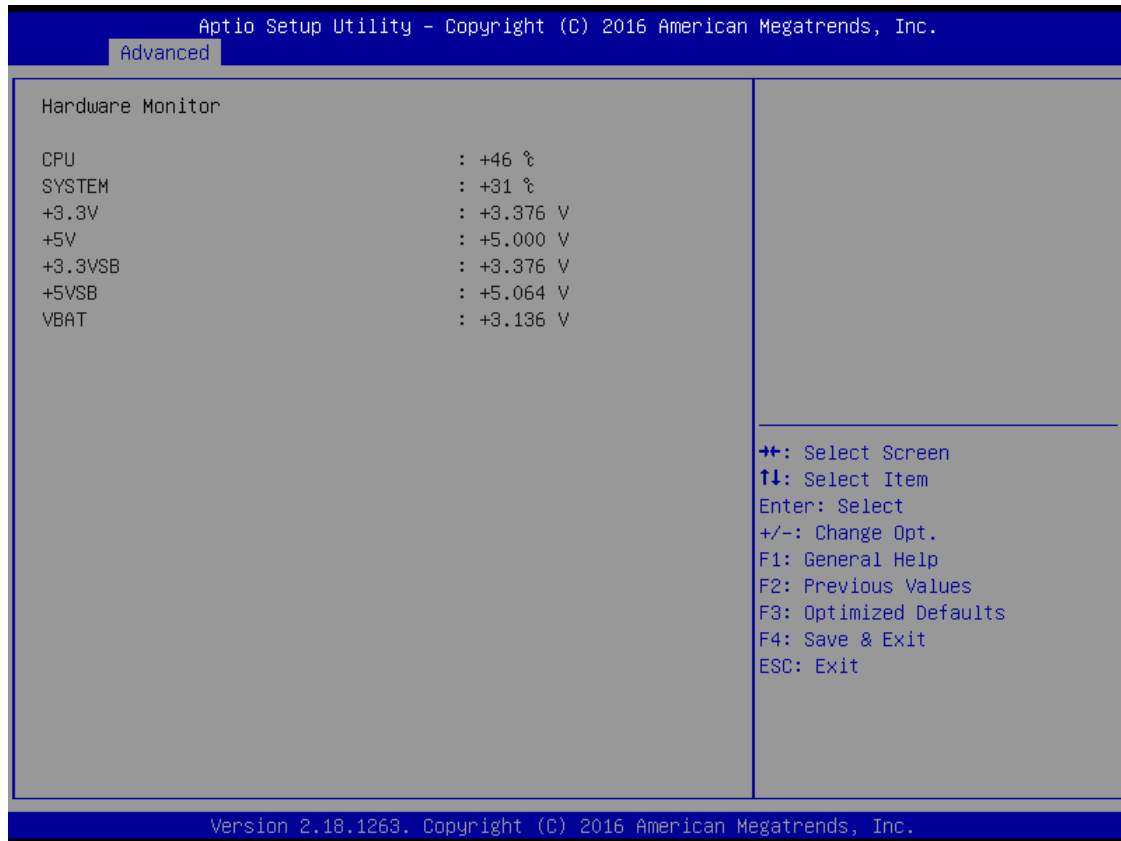 Aptio Setup Utility – Copyright (C) 2016 American Megatrends, Inc.
Advanced
Hardware Monitor
CPU : +46 ℃
SYSTEM : +31 ℃
+3.3V : +3.376 V
+5V : +5.000 V
+3.3VSB : +3.376 V
+5VSB : +5.064 V
VBAT : +3.136 V
→←: Select Screen
↑↓: Select Item
Enter: Select
+/-: Change Opt.
F1: General Help
F2: Previous Values
F3: Optimized Defaults
F4: Save & Exit
ESC: Exit
Version 2.18.1263. Copyright (C) 2016 American Megatrends, Inc.